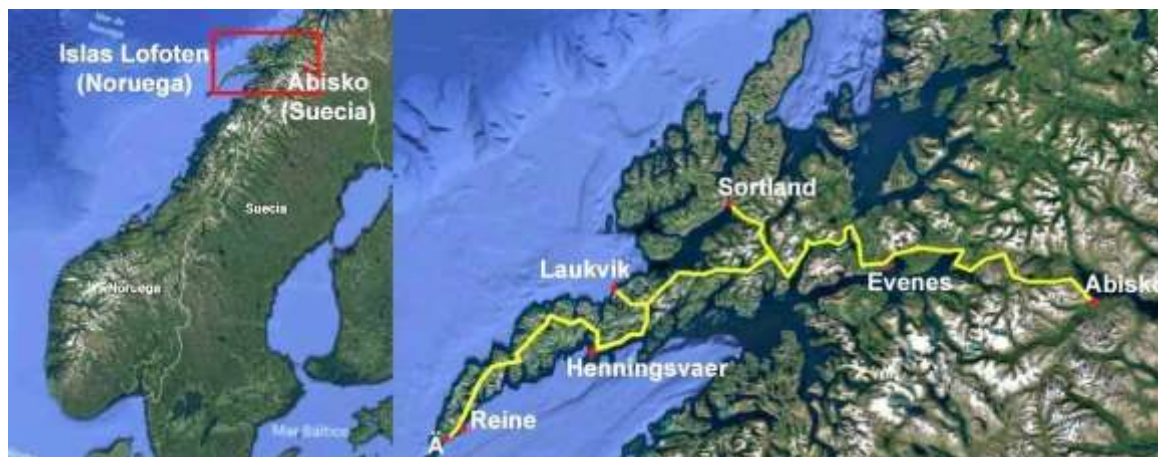 Islas Lofoten
(Noruega)
Abisko
(Suecia)
Suecia
Noruega
Mar Báltico
Sortland
Laukvik
Evenes
Abisko
Henningsvaer
Reine
Å